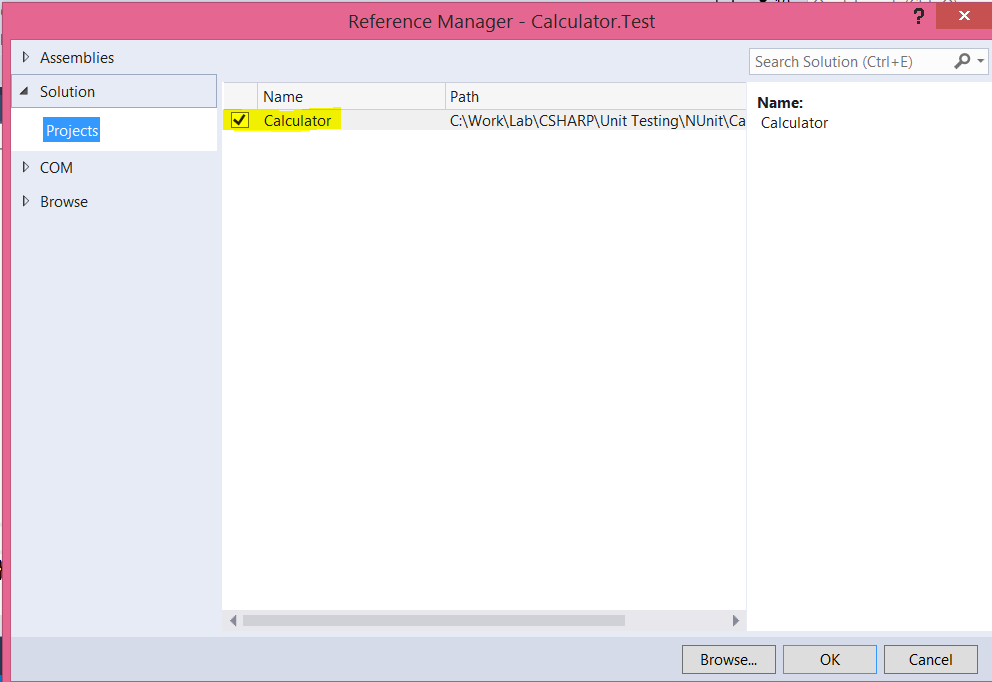 Reference Manager - Calculator.Test
?
Assemblies
Solution
Projects
COM
Browse
Name
Path
Calculator
C:\Work\Lab\CSHARP\Unit Testing\NUnit\Ca
Search Solution (Ctrl+E)
Name:
Calculator
Browse...
OK
Cancel